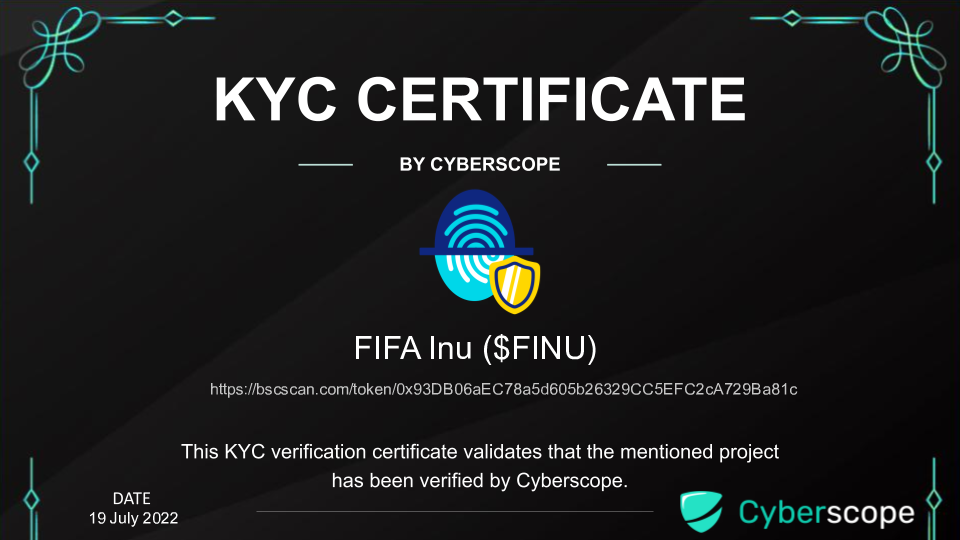 KYC CERTIFICATE
BY CYBERSCOPE
FIFA Inu ($FINU)
https://bscscan.com/token/0x93DB06aEC78a5d605b26329CC5EFC2cA729Ba81c
This KYC verification certificate validates that the mentioned project
has been verified by Cyberscope.
DATE
19 July 2022
Cyberscope